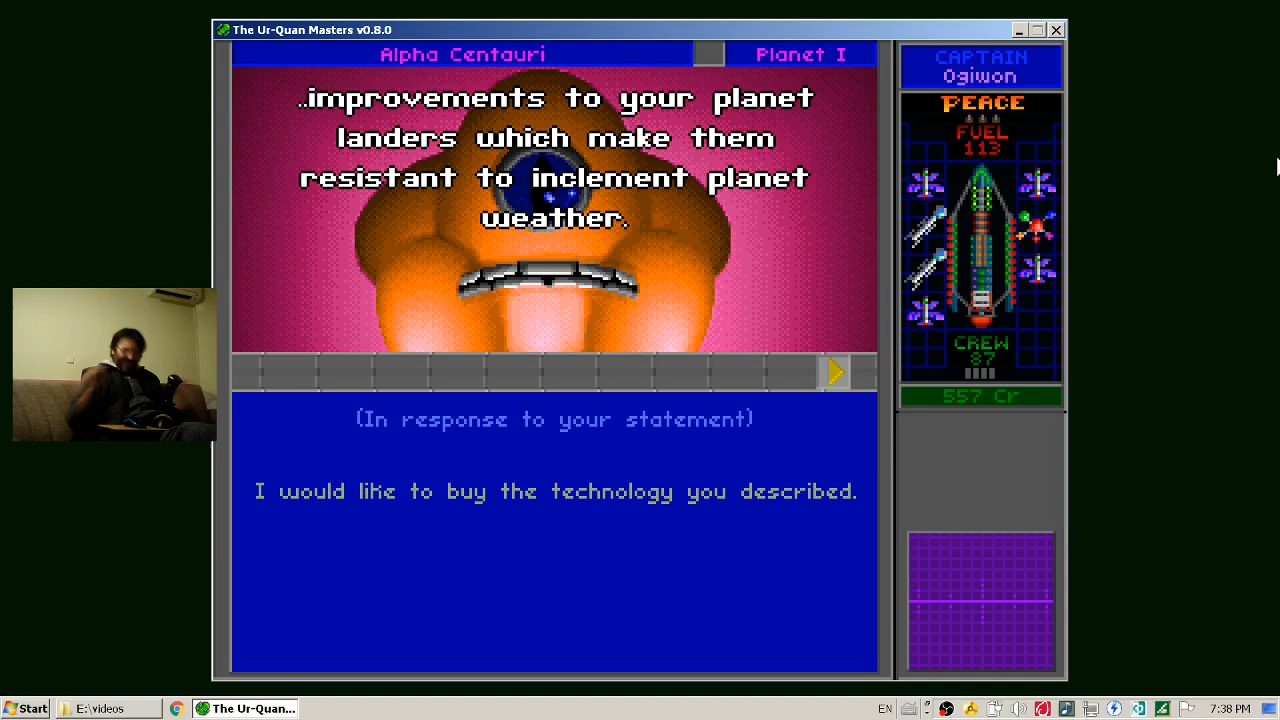 The Ur-Quan Masters v0.8.0
Alpha Centauri
Planet I
CAPTAIN
Ogiwon
..improvements to your planet
landers which make them
resistant to inclement planet
weather.
PEACE
FUEL
113
CREW
87
557 Cr
(In response to your statement)
I would like to buy the technology you described.
Start
E:\videos
The Ur-Quan...
EN
7:38 PM